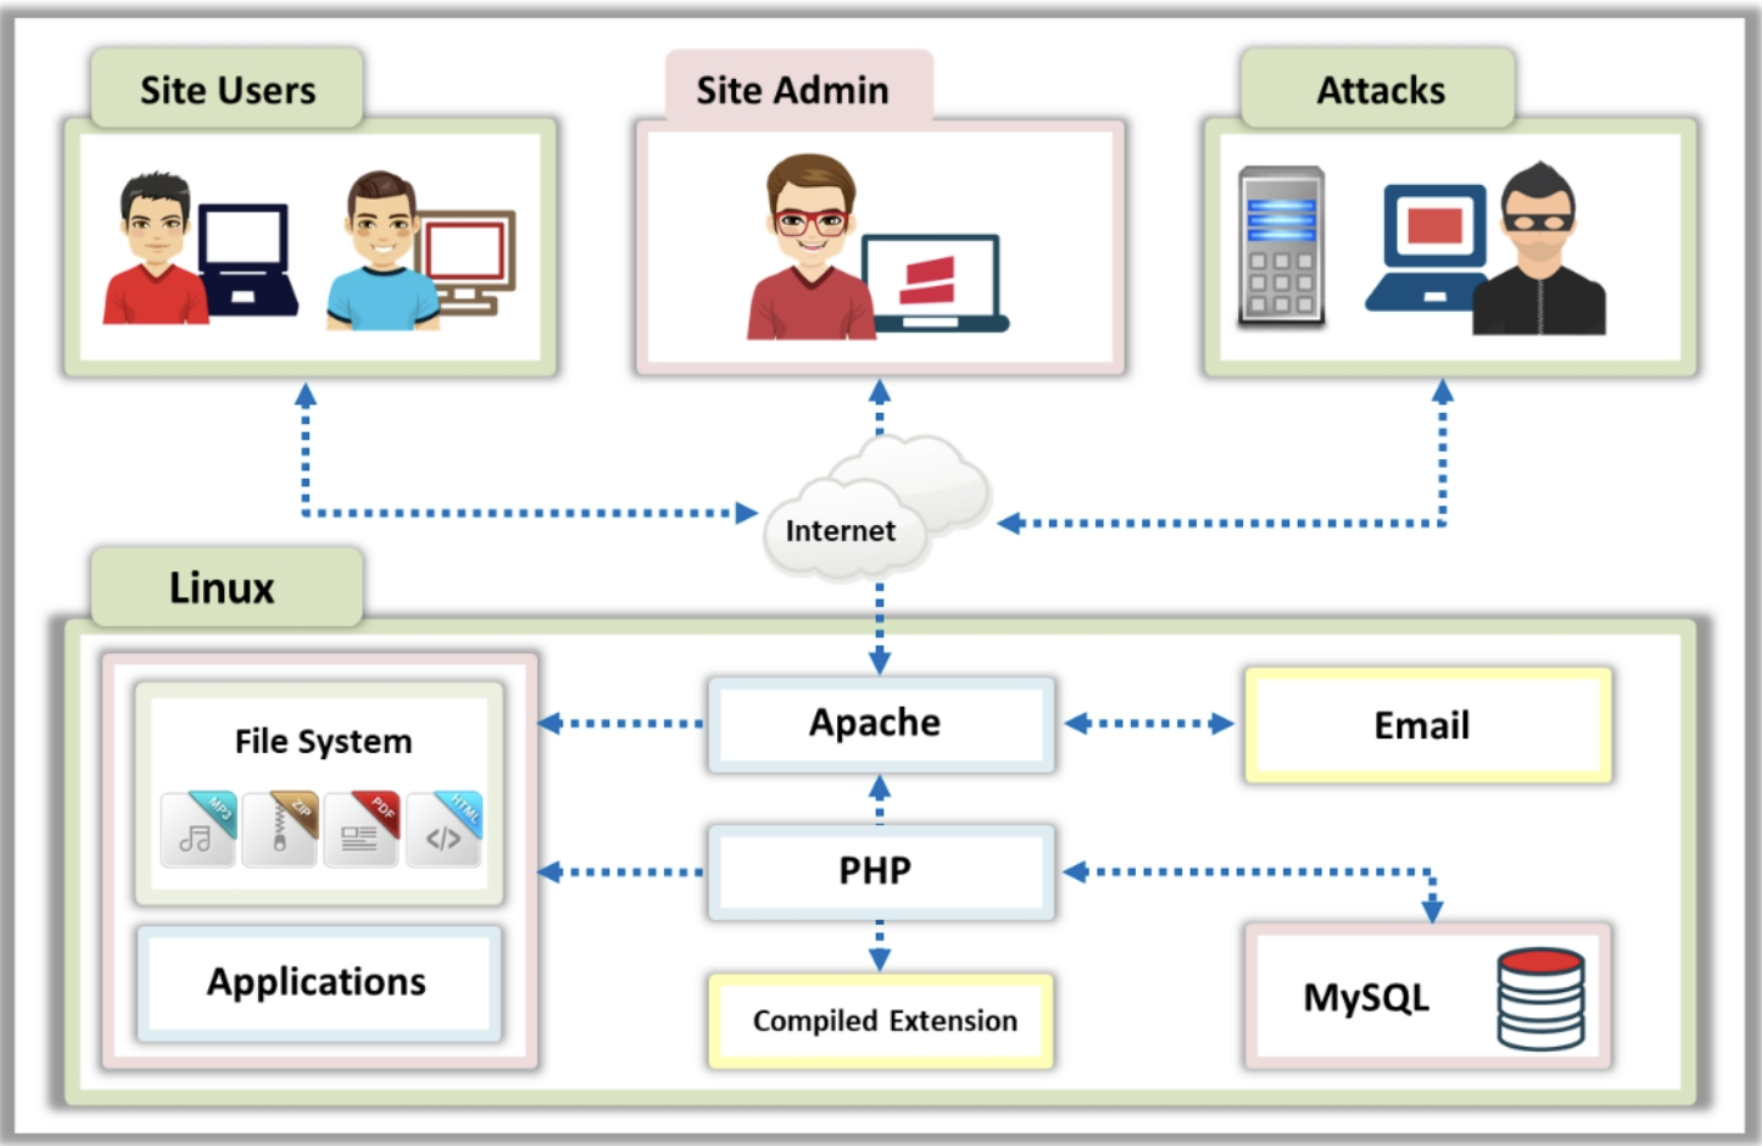 Site Users
Site Admin
Attacks
Internet
Linux
File System
MP3
ZIP
PDF
HTML
</>
Applications
Apache
PHP
Compiled Extension
Email
MySQL